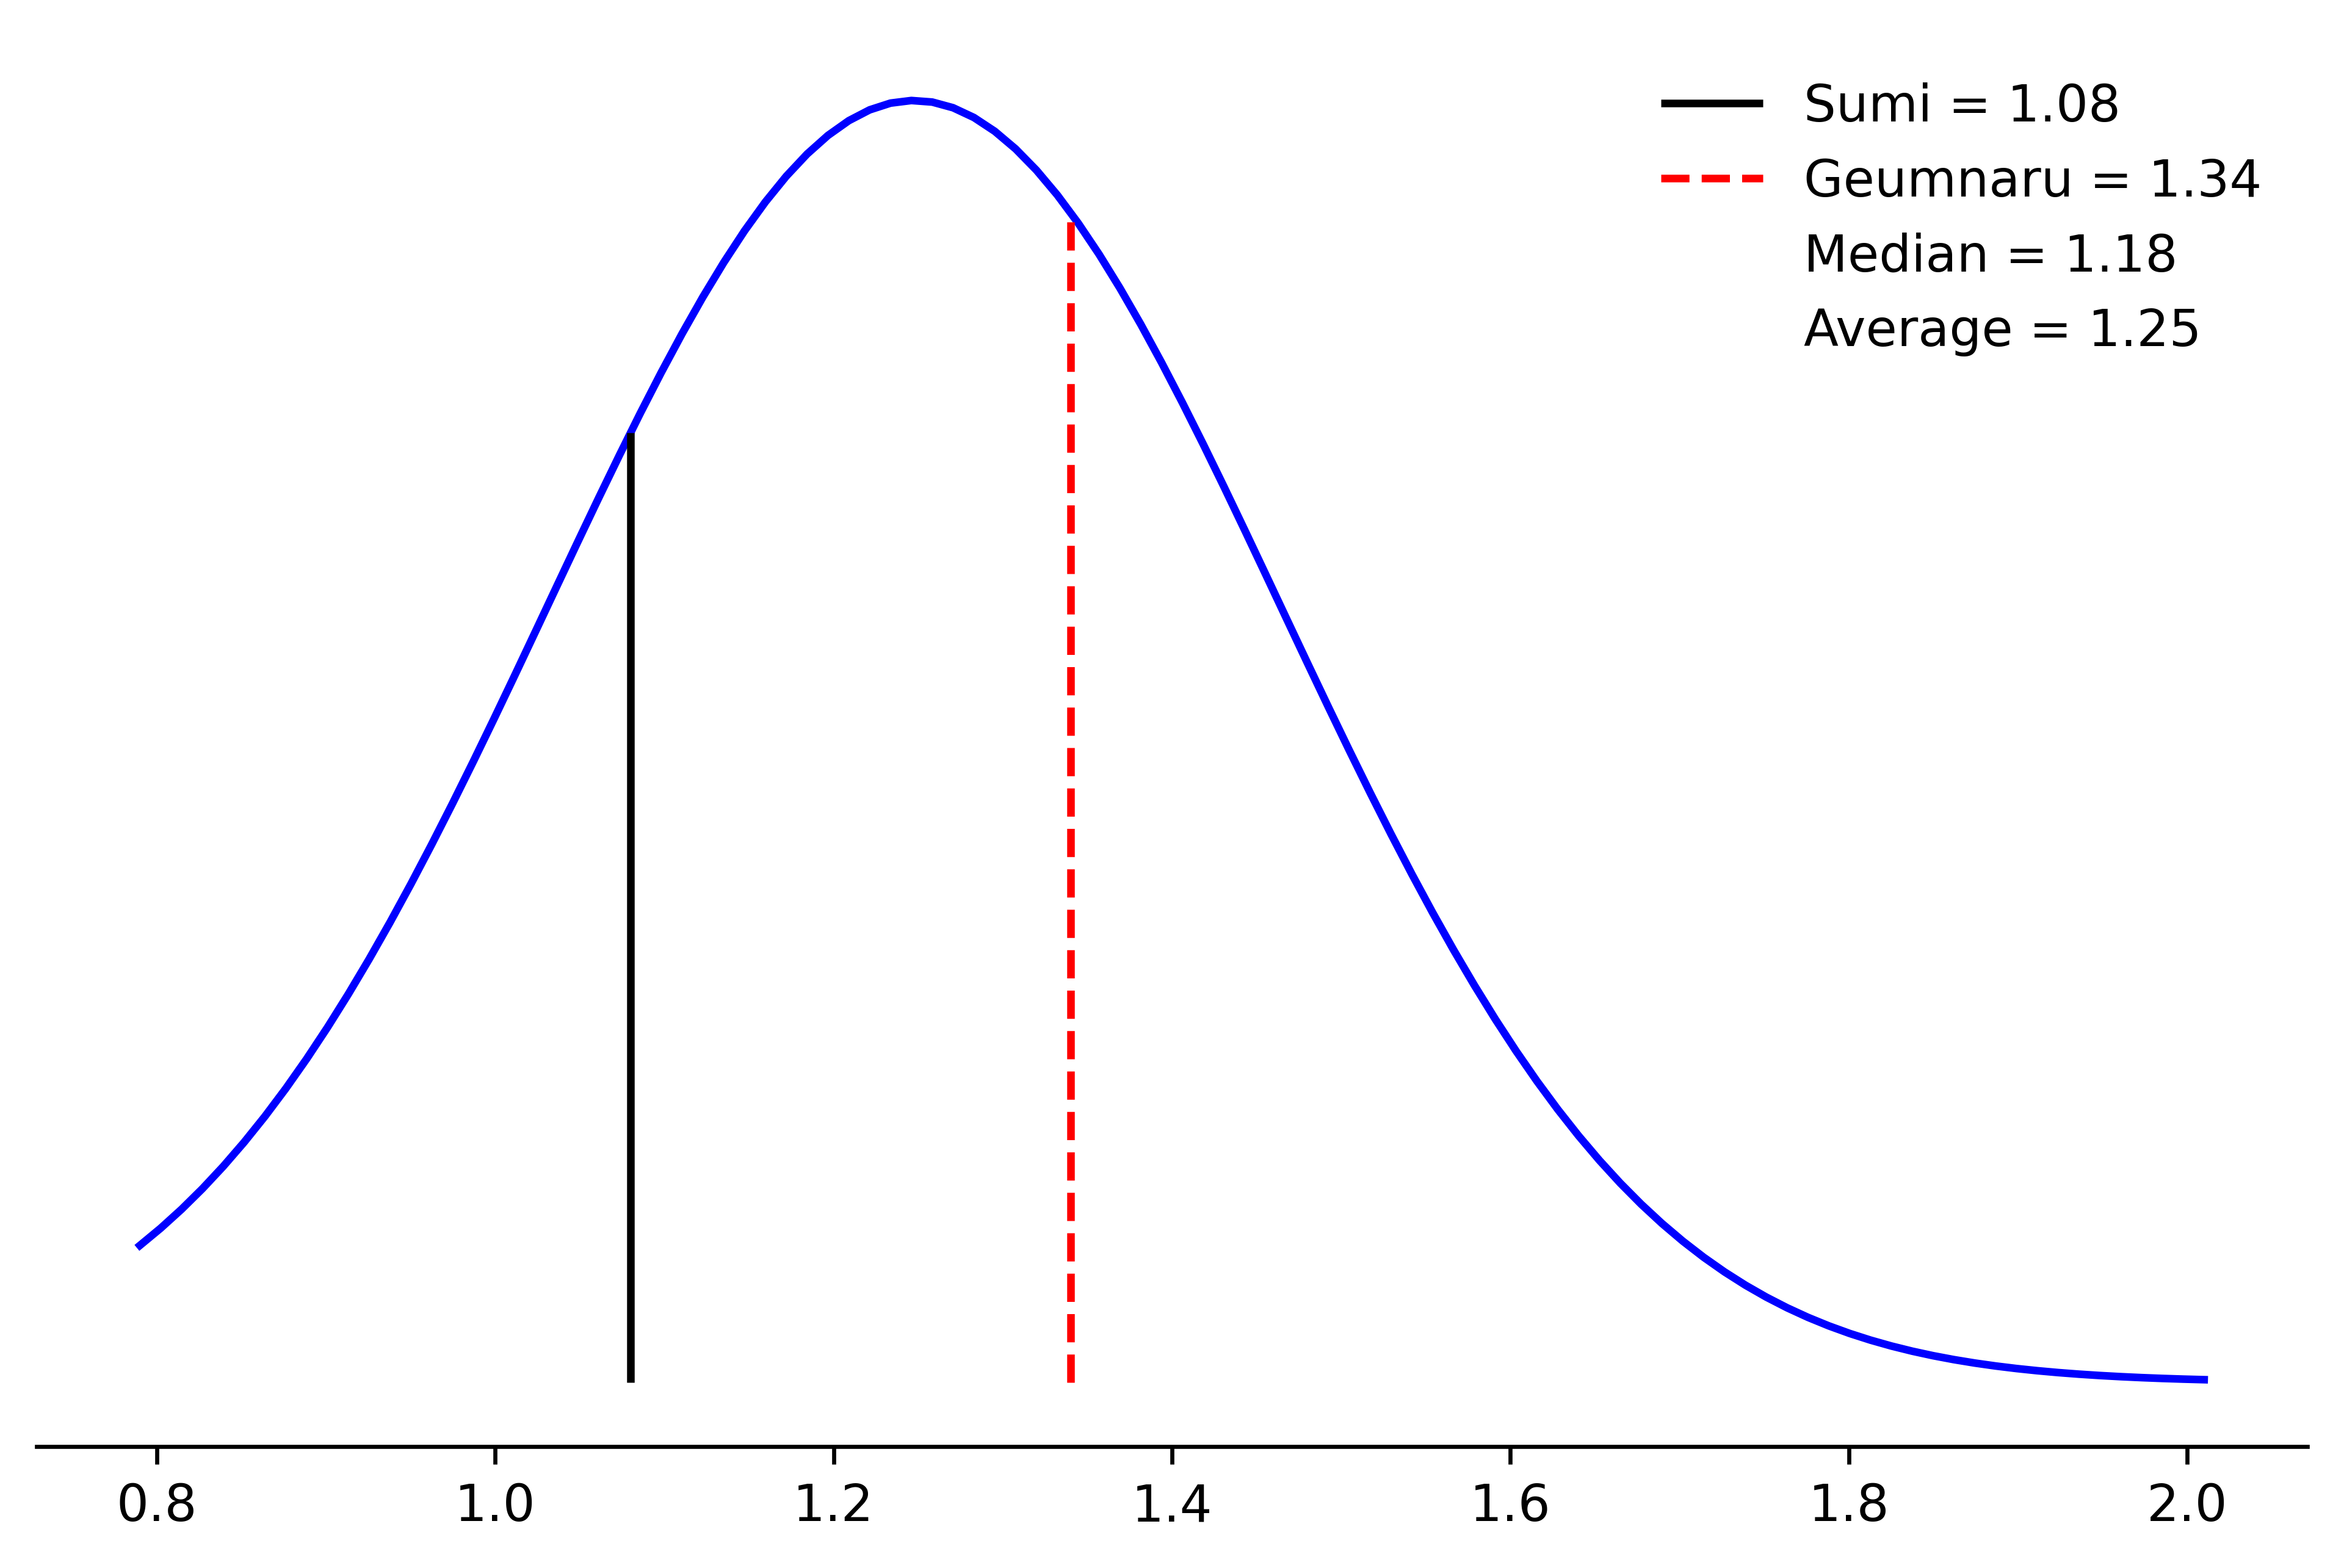 Sumi = 1.08
Geumnaru = 1.34
Median = 1.18
Average = 1.25
0.8 1.0 1.2 1.4 1.6 1.8 2.0